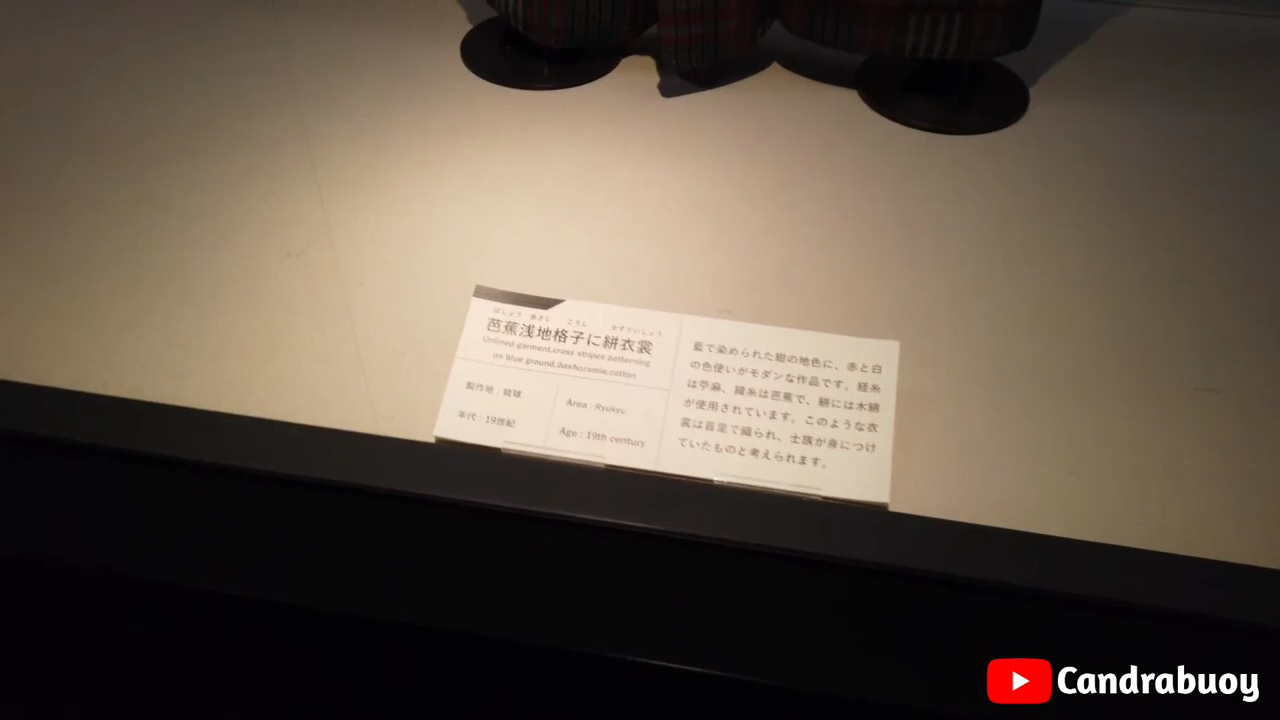 ばしょう あさじ こうし かすりいしょう
芭蕉浅地格子に絣衣裳
Unlined garment,crass stripes patterning
on blue ground,basho,ramie,cotton
製作地：琉球
年代：19世紀
Area : Ryukyu
Age : 19th century
藍で染められた紺の地色に、赤と白
の色使いがモダンな作品です。経糸
は苧麻、緯糸は芭蕉で、絣には木綿
が使用されています。このような衣
裳は首里で織られ、士族が身につけ
ていたものと考えられます。
Candrabuoy